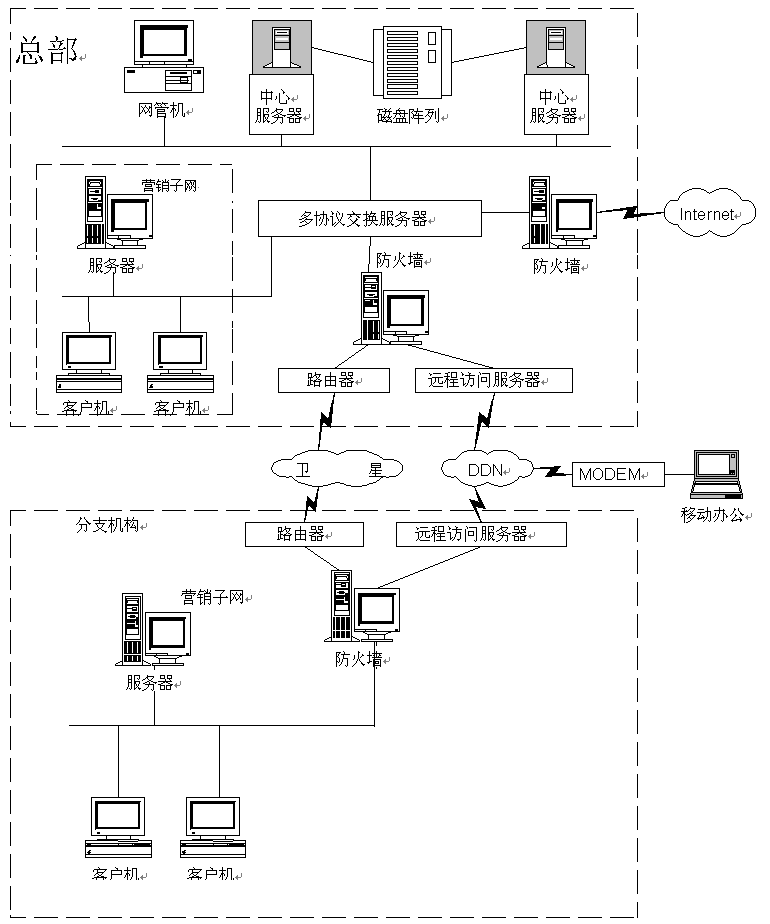 总部
网管机
中心
服务器
磁盘阵列
中心
服务器
营销子网
服务器
多协议交换服务器
防火墙
Internet
防火墙
客户机
客户机
路由器
远程访问服务器
卫 星
DDN
MODEM
移动办公
分支机构
路由器
远程访问服务器
营销子网
服务器
防火墙
客户机
客户机